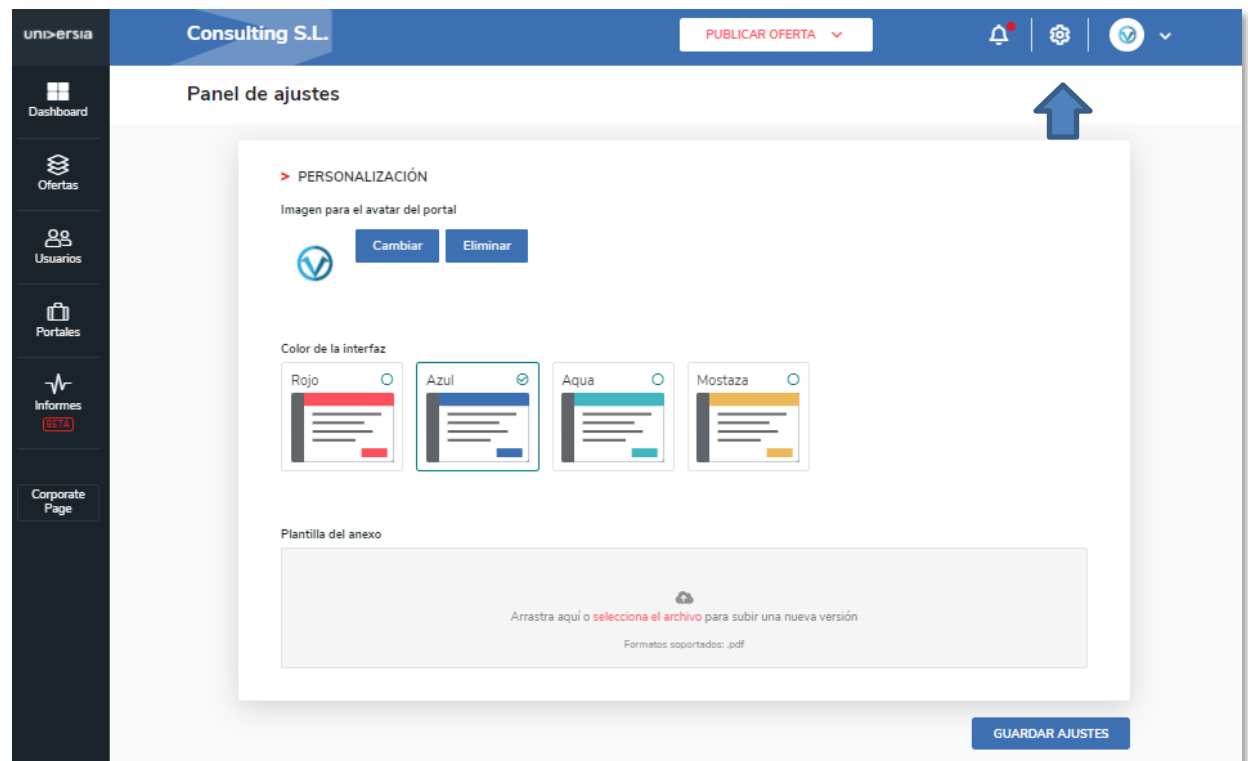 universia
Consulting S.L.
PUBLICAR OFERTA
Dashboard
Ofertas
Usuarios
Portales
Informes
BETA
Corporate
Page
Panel de ajustes
> PERSONALIZACIÓN
Imagen para el avatar del portal
Cambiar
Eliminar
Color de la interfaz
Rojo
Azul
Aqua
Mostaza
Plantilla del anexo
Arrastra aquí o selecciona el archivo para subir una nueva versión
Formatos soportados: .pdf
GUARDAR AJUSTES